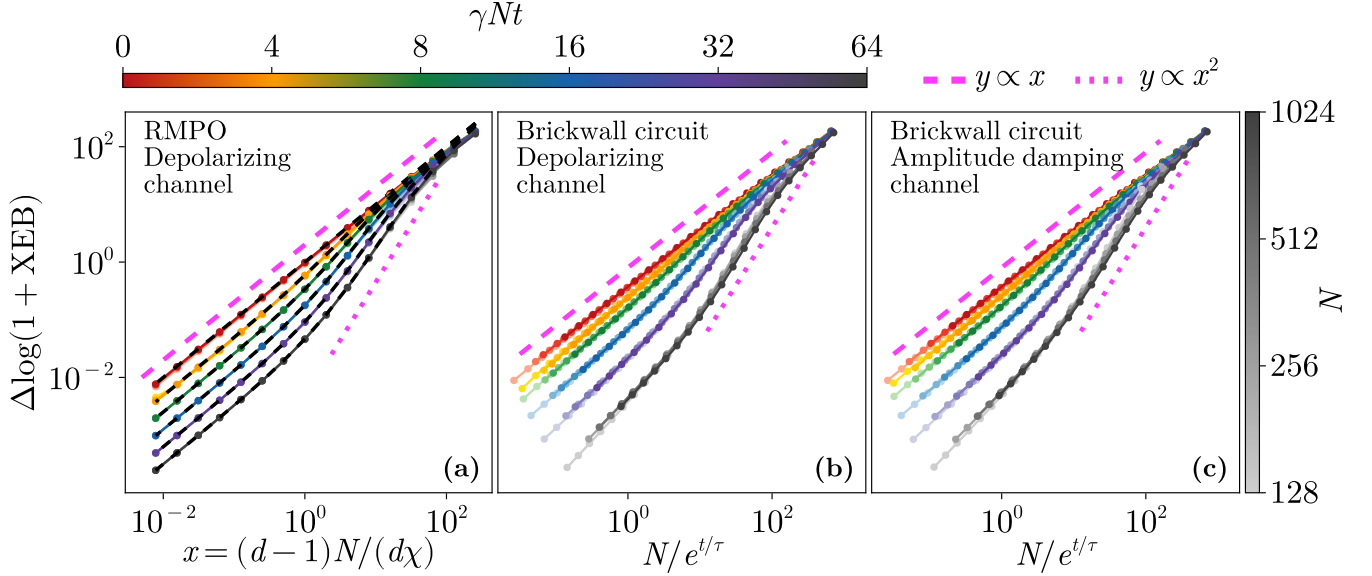 γNt
0 4 8 16 32 64
y ∝ x y ∝ x²
RMPO
Depolarizing
channel
(a)
Brickwall circuit
Depolarizing
channel
(b)
Brickwall circuit
Amplitude damping
channel
(c)
Δlog(1 + XEB)
10²
10⁰
10⁻²
10⁻² 10⁰ 10²
x = (d − 1)N/(dχ)
10⁰ 10²
N/e^{t/τ}
10⁰ 10²
N/e^{t/τ}
1024
512
256
128
N